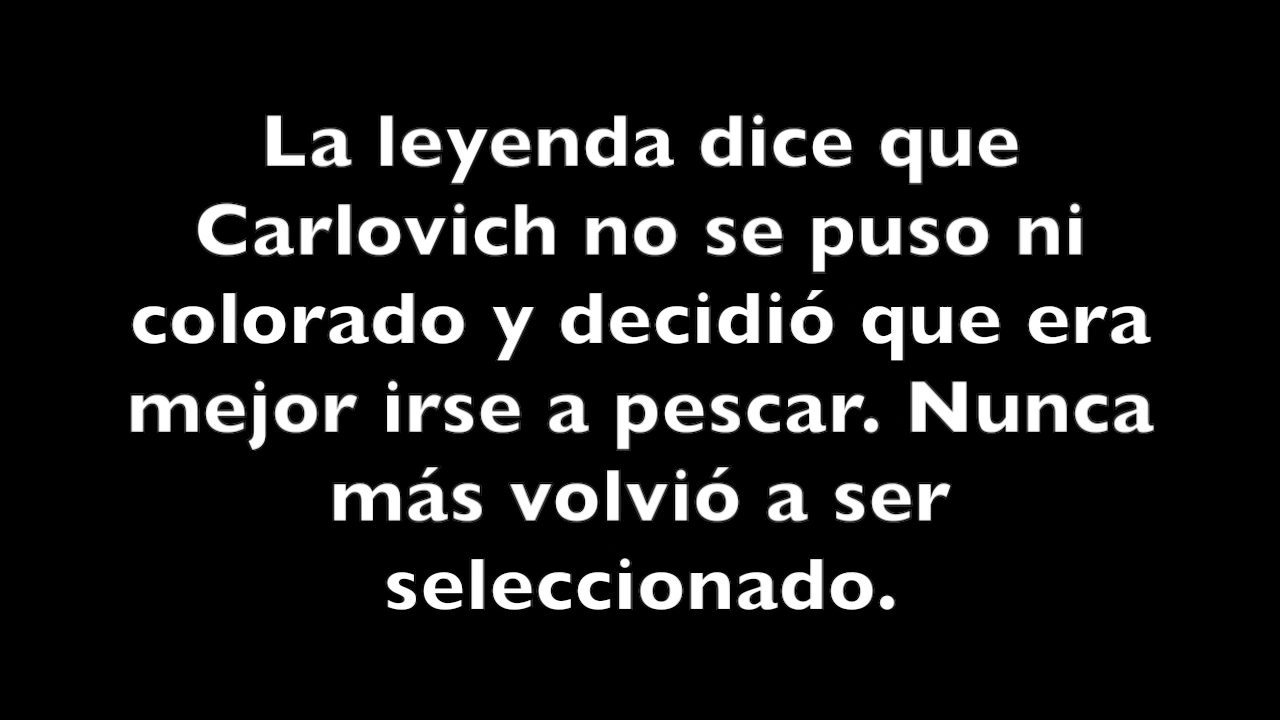 La leyenda dice que
Carlovich no se puso ni
colorado y decidió que era
mejor irse a pescar. Nunca
más volvió a ser
seleccionado.